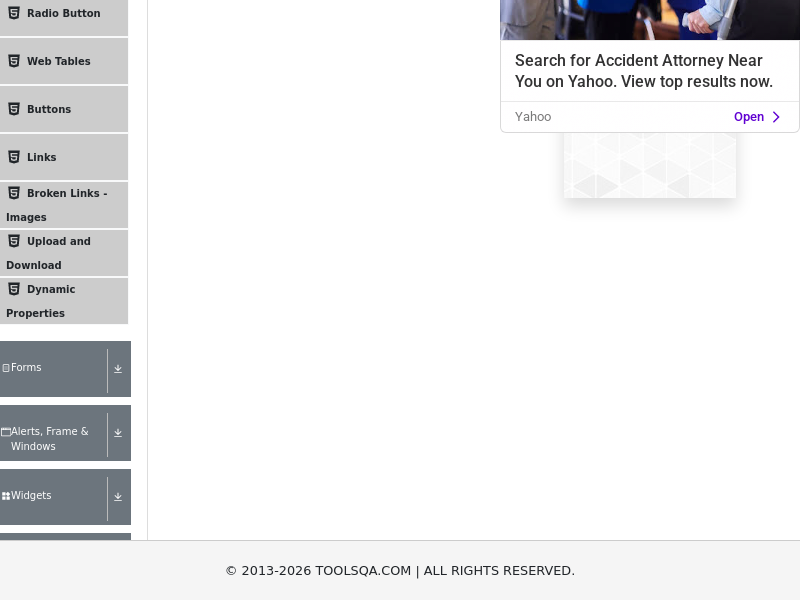 Radio Button
Web Tables
Buttons
Links
Broken Links -
Images
Upload and
Download
Dynamic
Properties
Forms
Alerts, Frame &
Windows
Widgets
Search for Accident Attorney Near
You on Yahoo. View top results now.
Yahoo
Open
© 2013-2026 TOOLSQA.COM | ALL RIGHTS RESERVED.